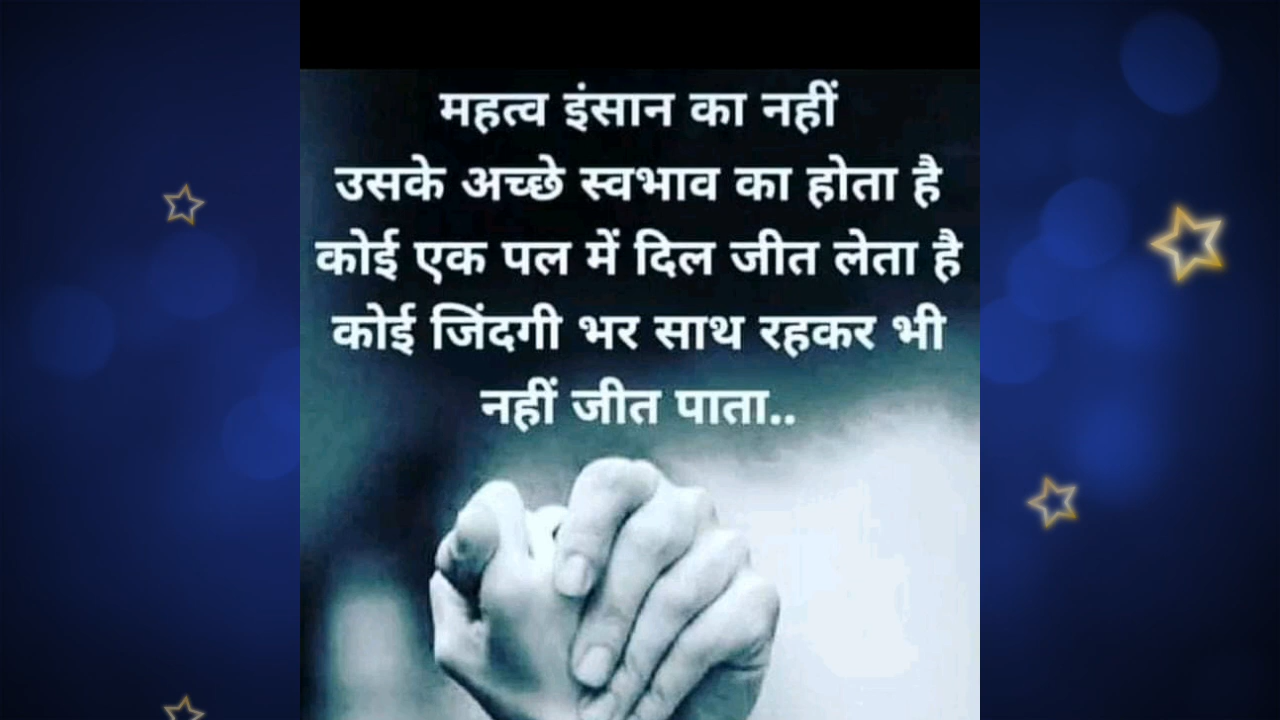 महत्व इंसान का नहीं
उसके अच्छे स्वभाव का होता है
कोई एक पल में दिल जीत लेता है
कोई जिंदगी भर साथ रहकर भी
नहीं जीत पाता..